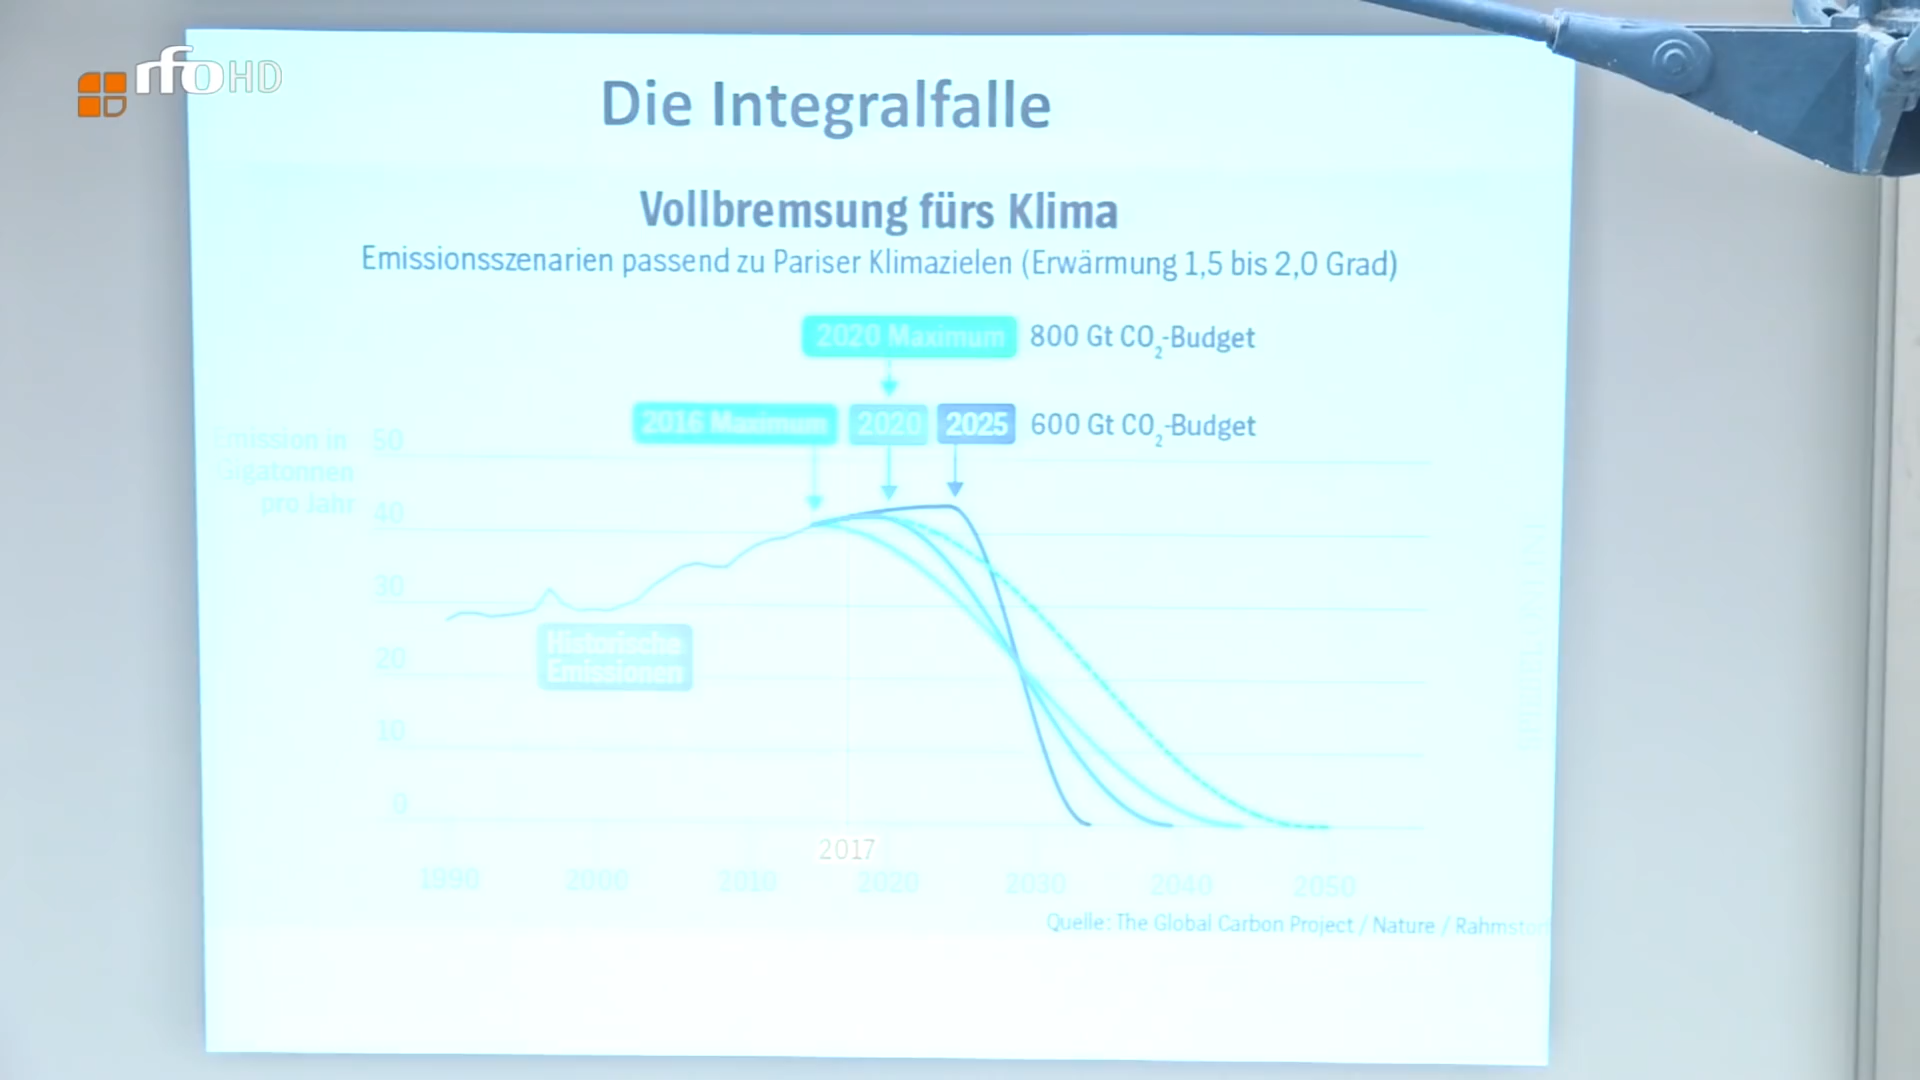 rfo HD
Die Integralfalle
Vollbremsung fürs Klima
Emissionsszenarien passend zu Pariser Klimazielen (Erwärmung 1,5 bis 2,0 Grad)
2020 Maximum 800 Gt CO₂-Budget
2016 Maximum 2020 2025 600 Gt CO₂-Budget
Emission in
Gigatonnen
pro Jahr
50
40
30
20
10
0
Historische
Emissionen
2017
1990 2000 2010 2020 2030 2040 2050
Quelle: The Global Carbon Project / Nature / Rahmstorf